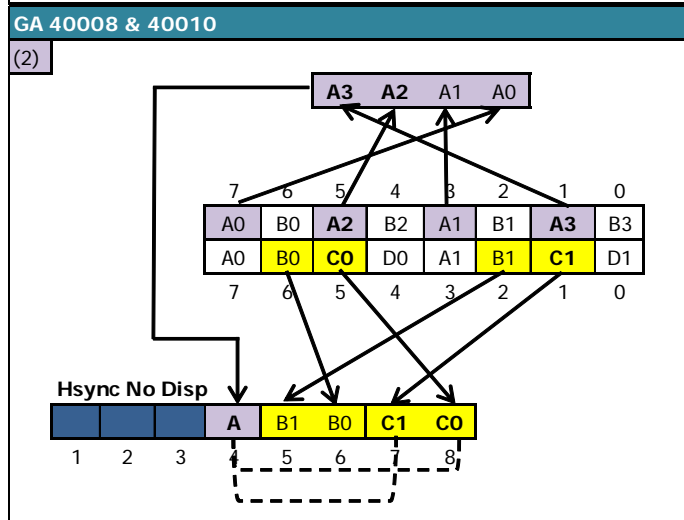 GA 40008 & 40010
(2)
A3 A2 A1 A0
7 6 5 4 3 2 1 0
A0 B0 A2 B2 A1 B1 A3 B3
A0 B0 C0 D0 A1 B1 C1 D1
7 6 5 4 3 2 1 0
Hsync No Disp
A B1 B0 C1 C0
1 2 3 4 5 6 7 8